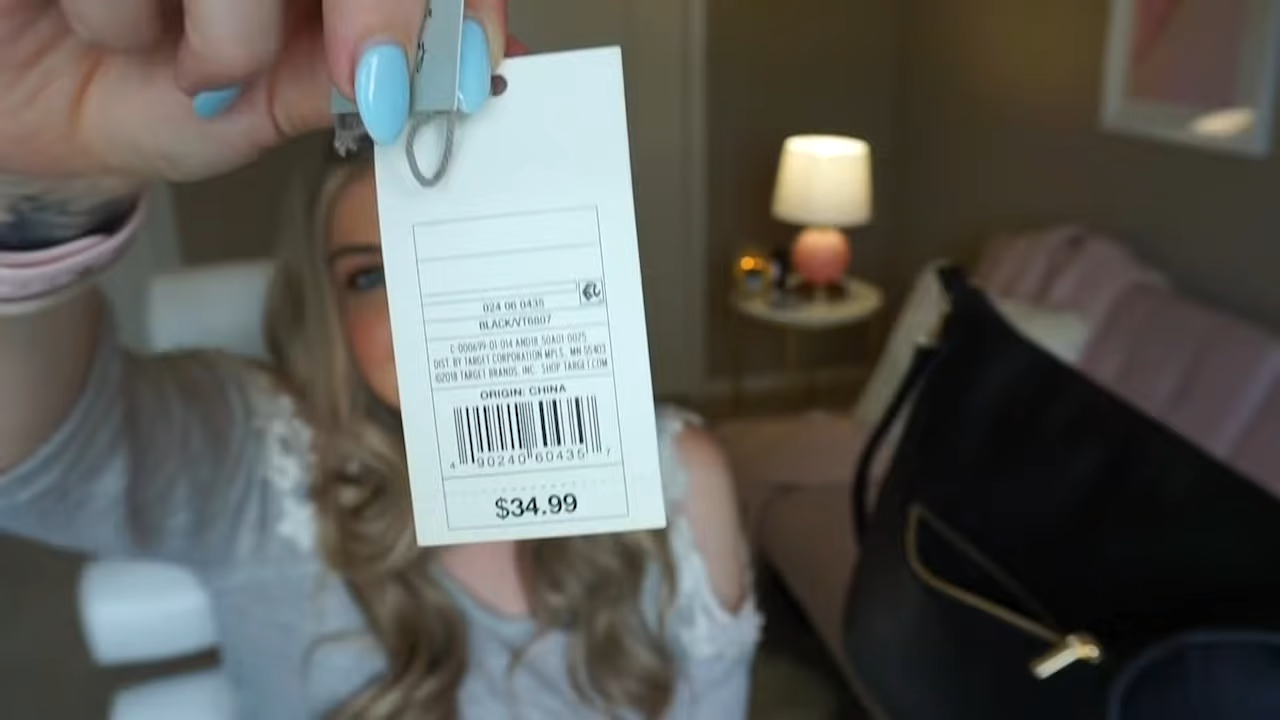 024 06 0435
BLACK/VT6807
C-000699-01-014 AND18.50A01-0025
DIST. BY TARGET CORPORATION MPLS., MN 55403
©2018 TARGET BRANDS, INC. SHOP TARGET.COM
ORIGIN: CHINA
4 90240 60435 7
$34.99